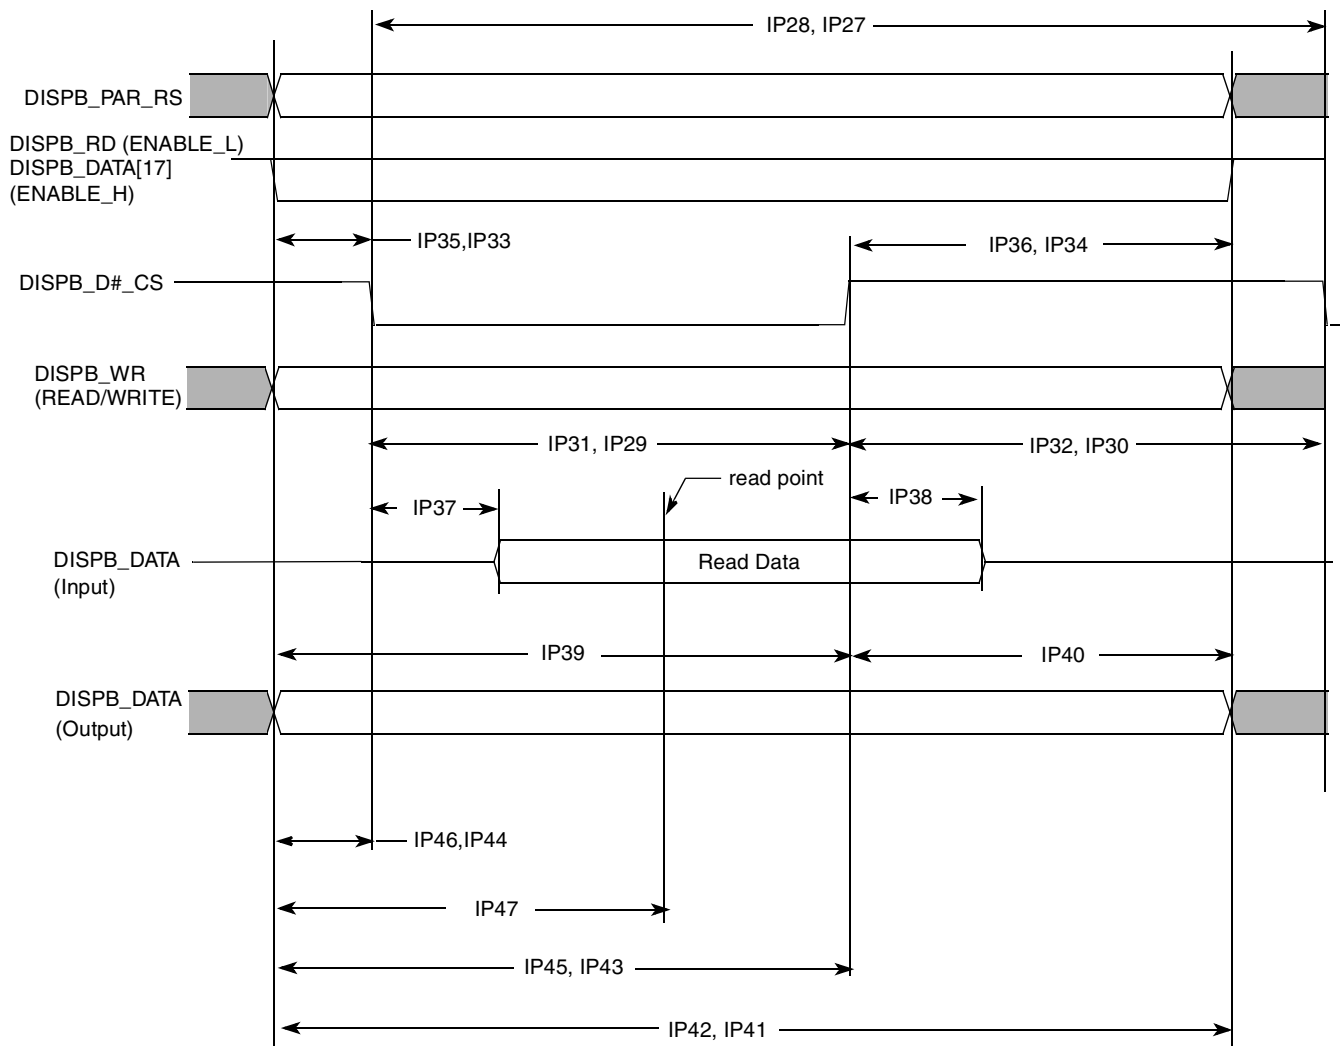 IP28, IP27
DISPB_PAR_RS
DISPB_RD (ENABLE_L)
DISPB_DATA[17]
(ENABLE_H)
IP35,IP33
IP36, IP34
DISPB_D#_CS
DISPB_WR
(READ/WRITE)
IP31, IP29
IP32, IP30
read point
IP37
IP38
DISPB_DATA
(Input)
Read Data
IP39
IP40
DISPB_DATA
(Output)
IP46,IP44
IP47
IP45, IP43
IP42, IP41